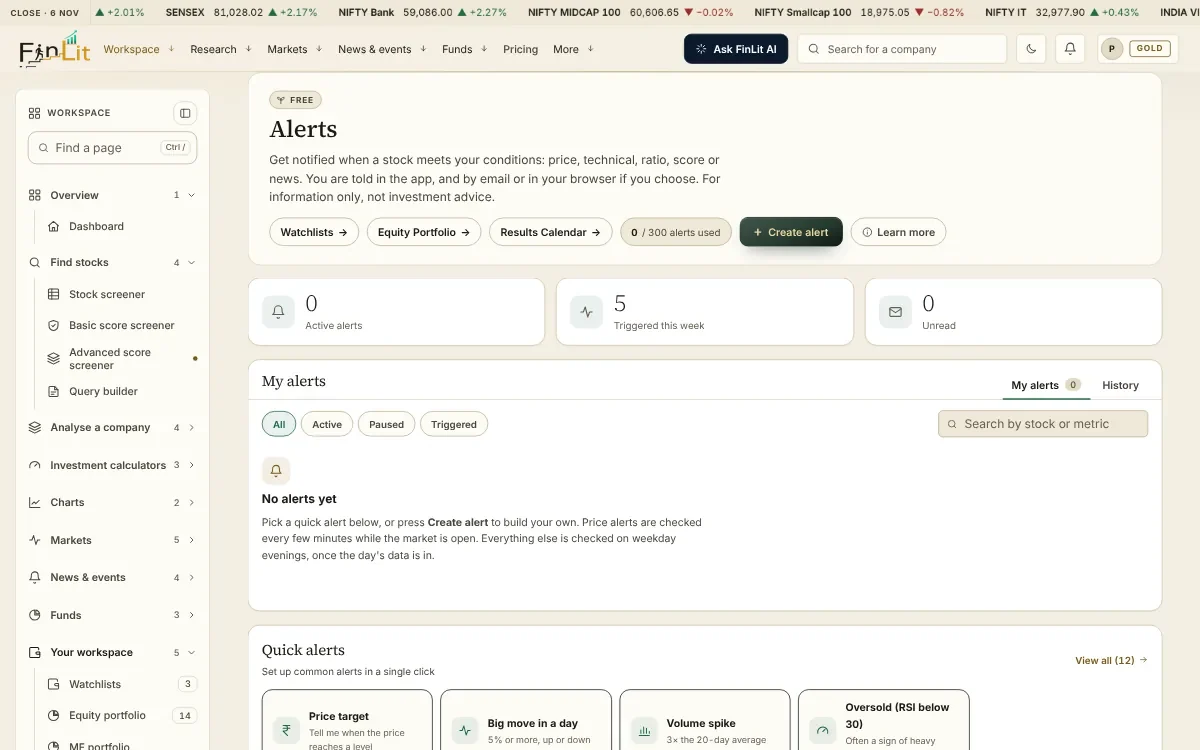 CLOSE · 6 NOV ▲ +2.01% SENSEX 81,028.02 ▲ +2.17% NIFTY Bank 59,086.00 ▲ +2.27% NIFTY MIDCAP 100 60,606.65 ▼ −0.02% NIFTY Smallcap 100 18,975.05 ▼ −0.82% NIFTY IT 32,977.90 ▲ +0.43% INDIA VI
FinLit Workspace Research Markets News & events Funds Pricing More Ask FinLit AI Search for a company P GOLD
WORKSPACE
Find a page Ctrl /
Overview 1
Dashboard
Find stocks 4
Stock screener
Basic score screener
Advanced score
screener
Query builder
Analyse a company 4
Investment calculators 3
Charts 2
Markets 5
News & events 4
Funds 3
Your workspace 5
Watchlists 3
Equity portfolio 14
MF portfolio
FREE
Alerts
Get notified when a stock meets your conditions: price, technical, ratio, score or
news. You are told in the app, and by email or in your browser if you choose. For
information only, not investment advice.
Watchlists → Equity Portfolio → Results Calendar → 0 / 300 alerts used + Create alert Learn more
0
Active alerts
5
Triggered this week
0
Unread
My alerts
My alerts 0 History
All Active Paused Triggered
Search by stock or metric
No alerts yet
Pick a quick alert below, or press Create alert to build your own. Price alerts are checked
every few minutes while the market is open. Everything else is checked on weekday
evenings, once the day's data is in.
Quick alerts
Set up common alerts in a single click
View all (12) →
Price target
Tell me when the price
reaches a level
Big move in a day
5% or more, up or down
Volume spike
3× the 20-day average
Oversold (RSI below
30)
Often a sign of heavy